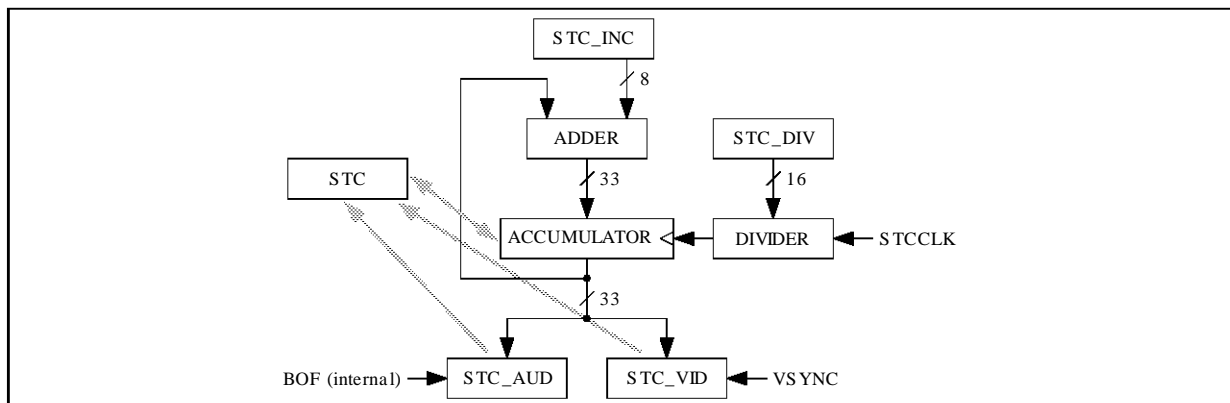 STC_INC
8
ADDER
STC_DIV
33
16
STC
ACCUMULATOR
DIVIDER
STCCLK
33
BOF (internal)
STC_AUD
STC_VID
VSYNC